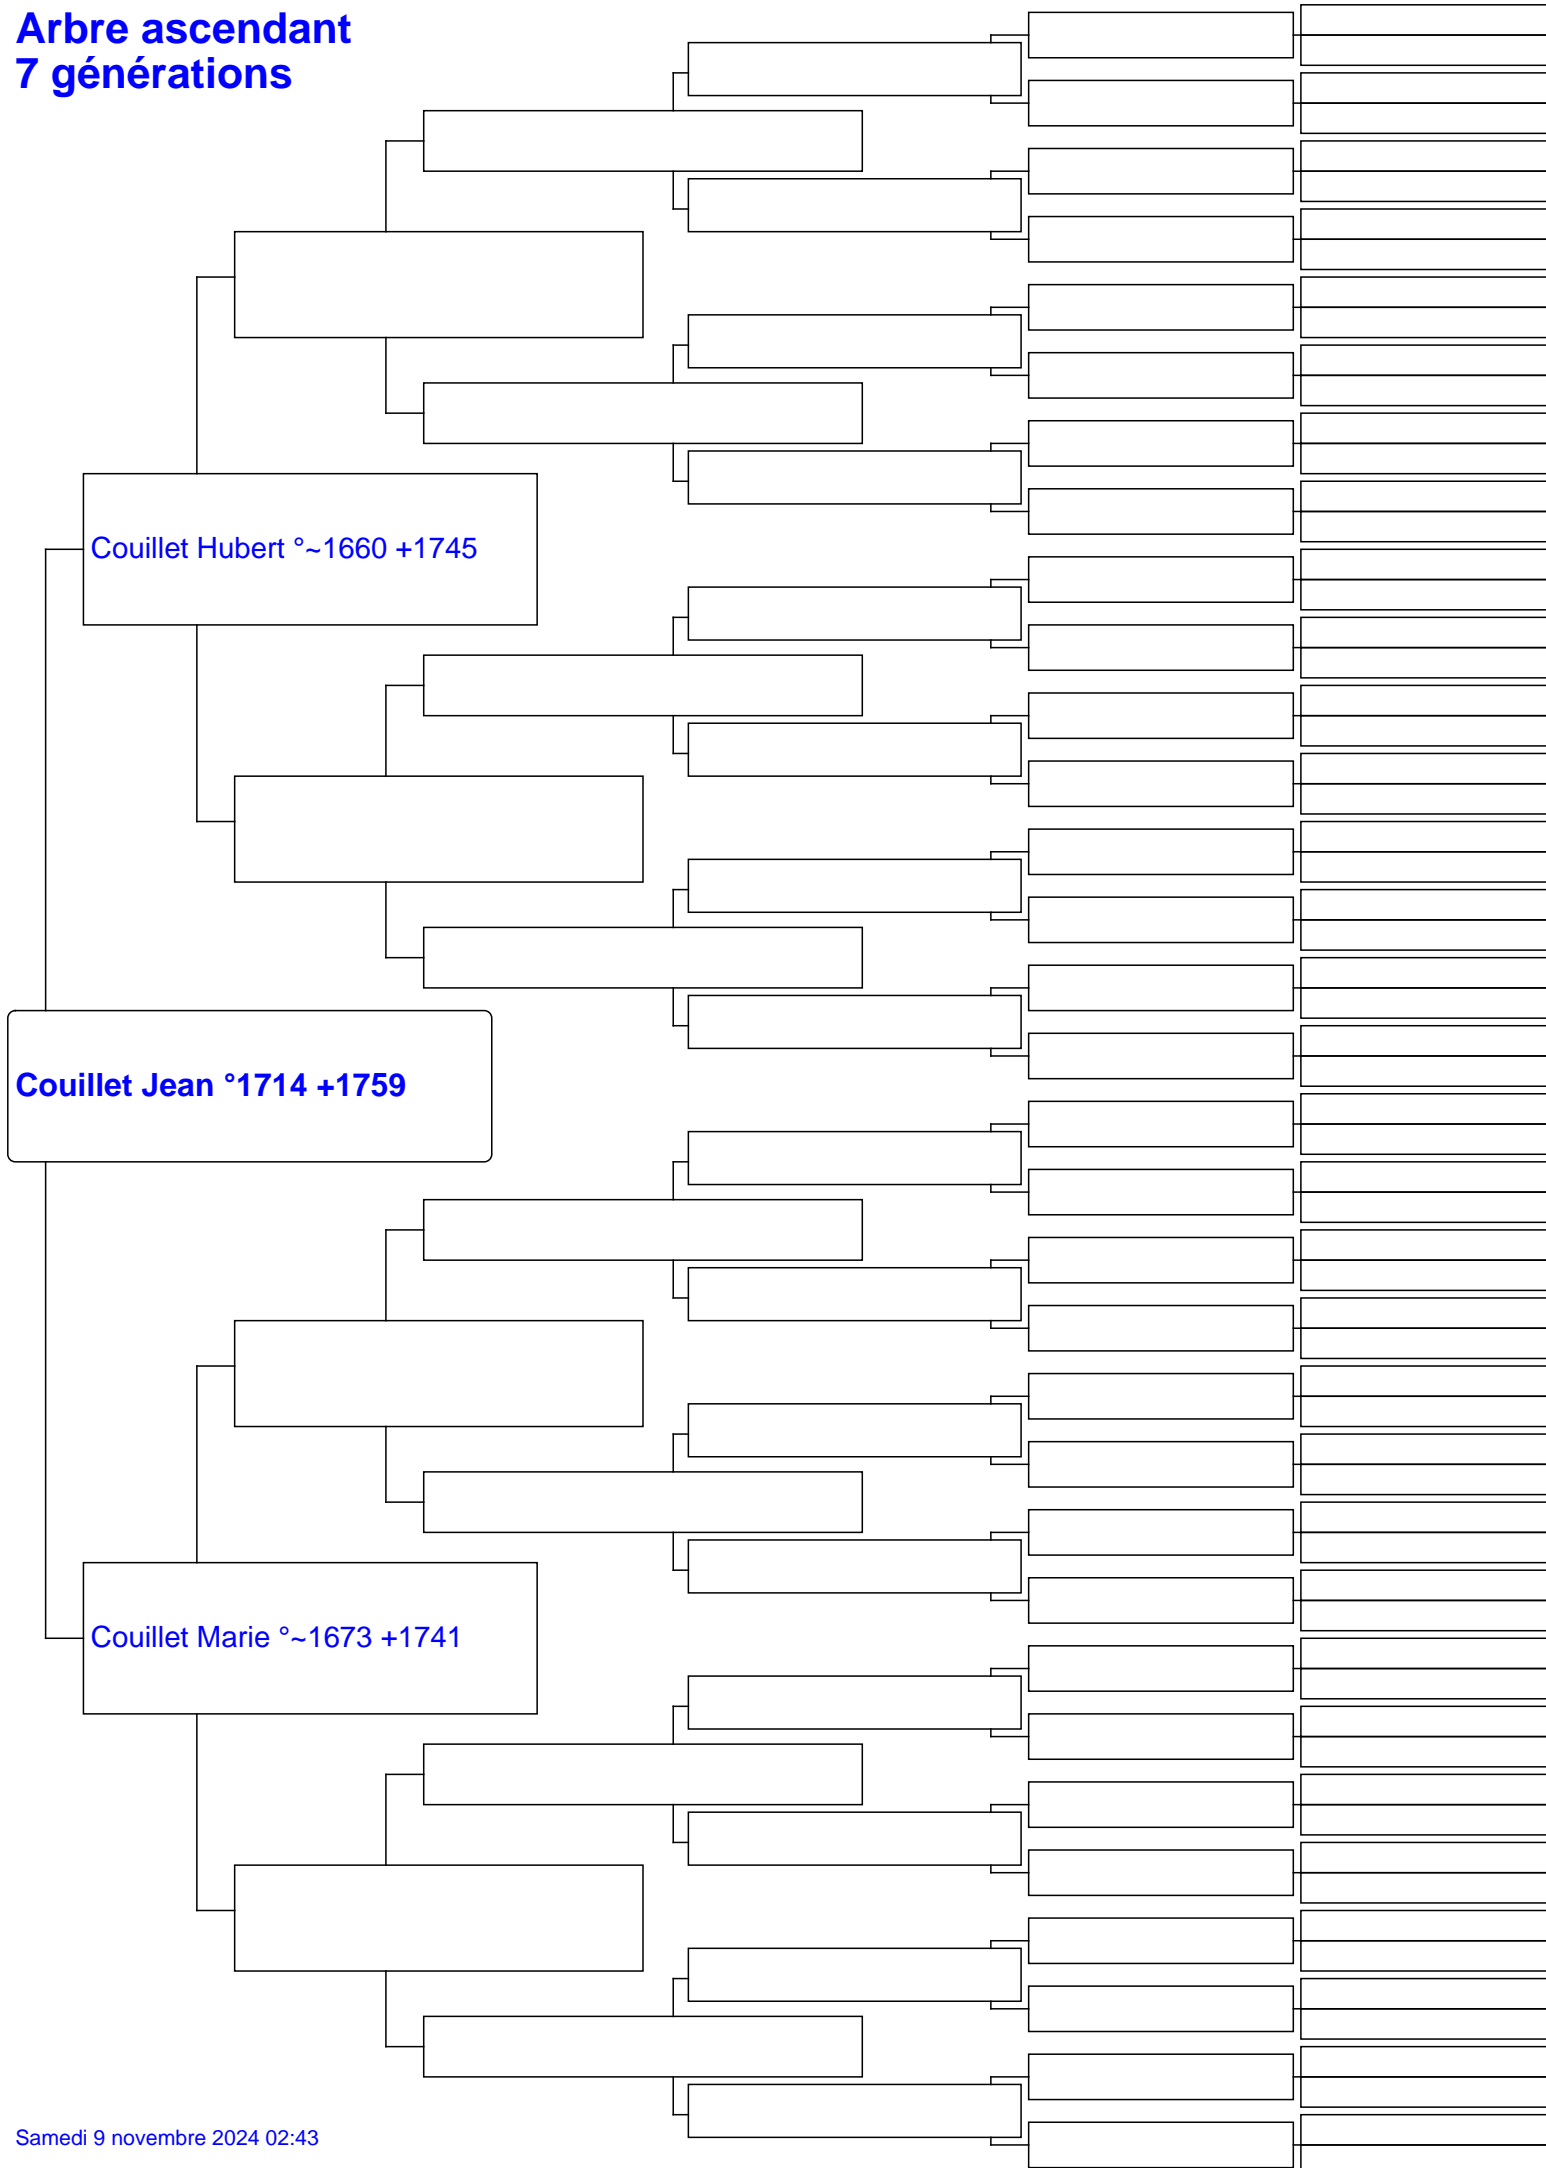 Arbre ascendant
7 générations
Couillet Hubert °~1660 +1745
Couillet Jean °1714 +1759
Couillet Marie °~1673 +1741
Samedi 9 novembre 2024 02:43